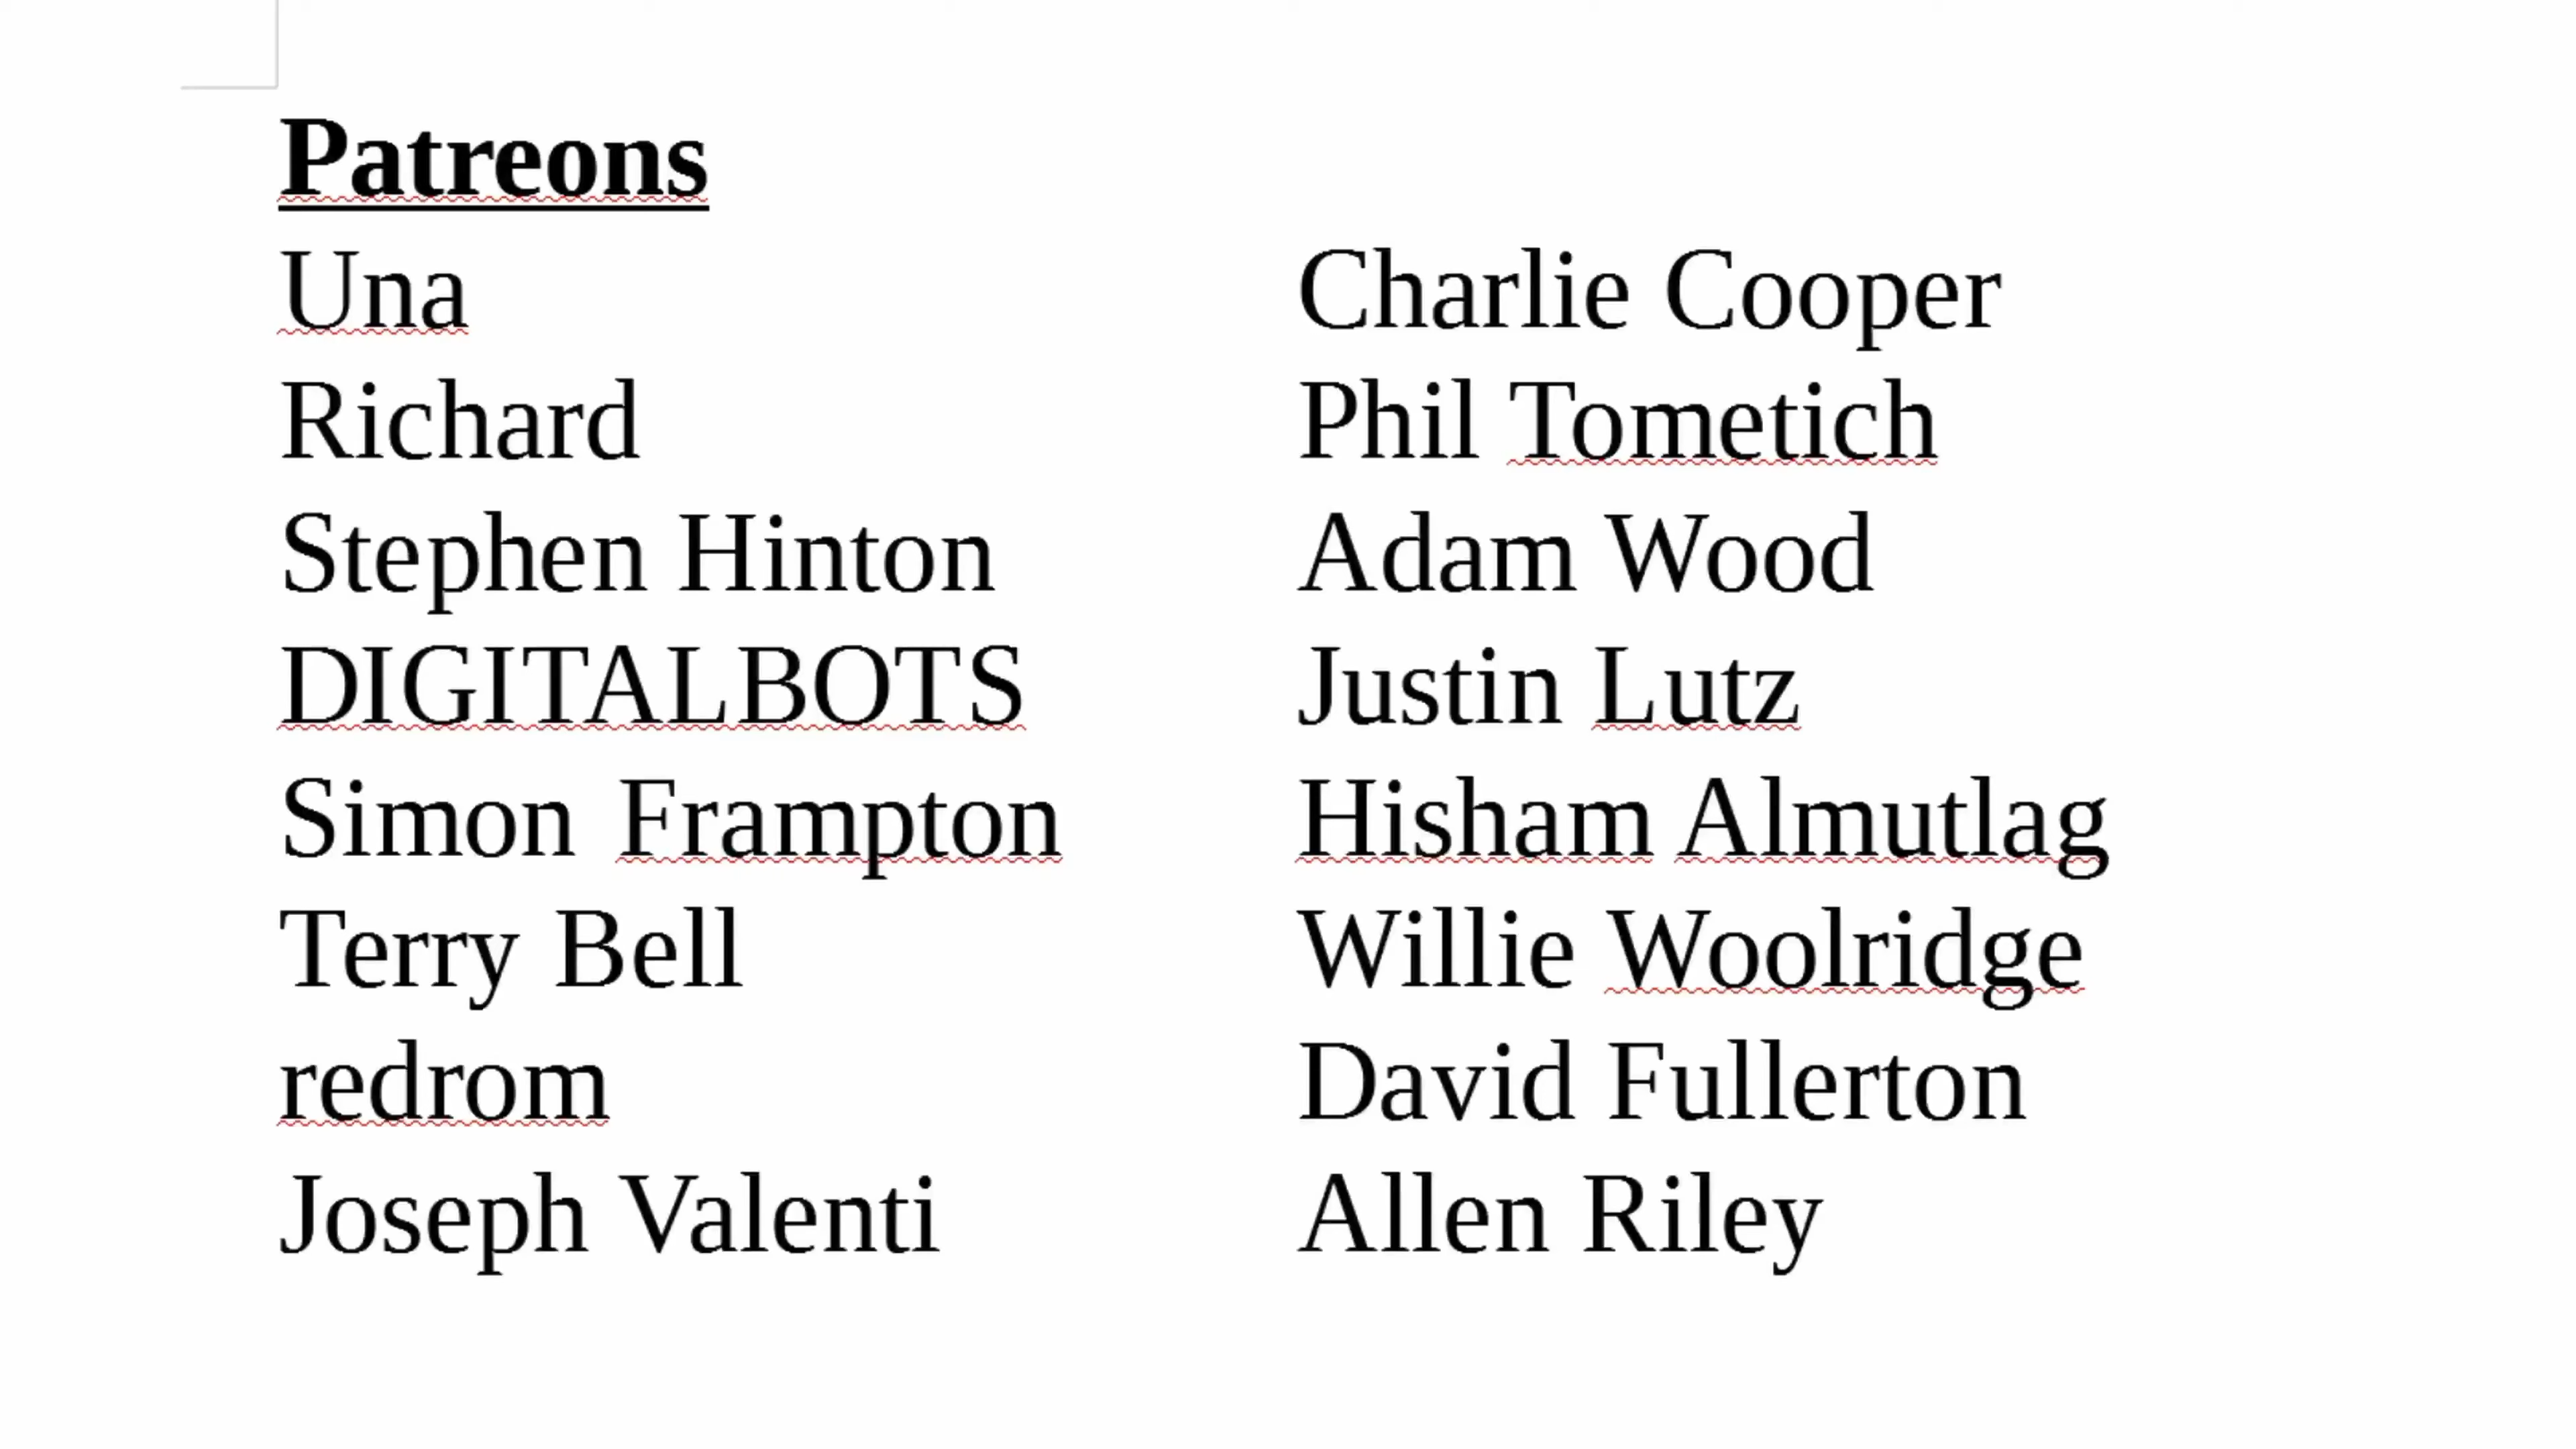 Patreons
Una
Richard
Stephen Hinton
DIGITALBOTS
Simon Frampton
Terry Bell
redrom
Joseph Valenti
Charlie Cooper
Phil Tometich
Adam Wood
Justin Lutz
Hisham Almutlag
Willie Woolridge
David Fullerton
Allen Riley